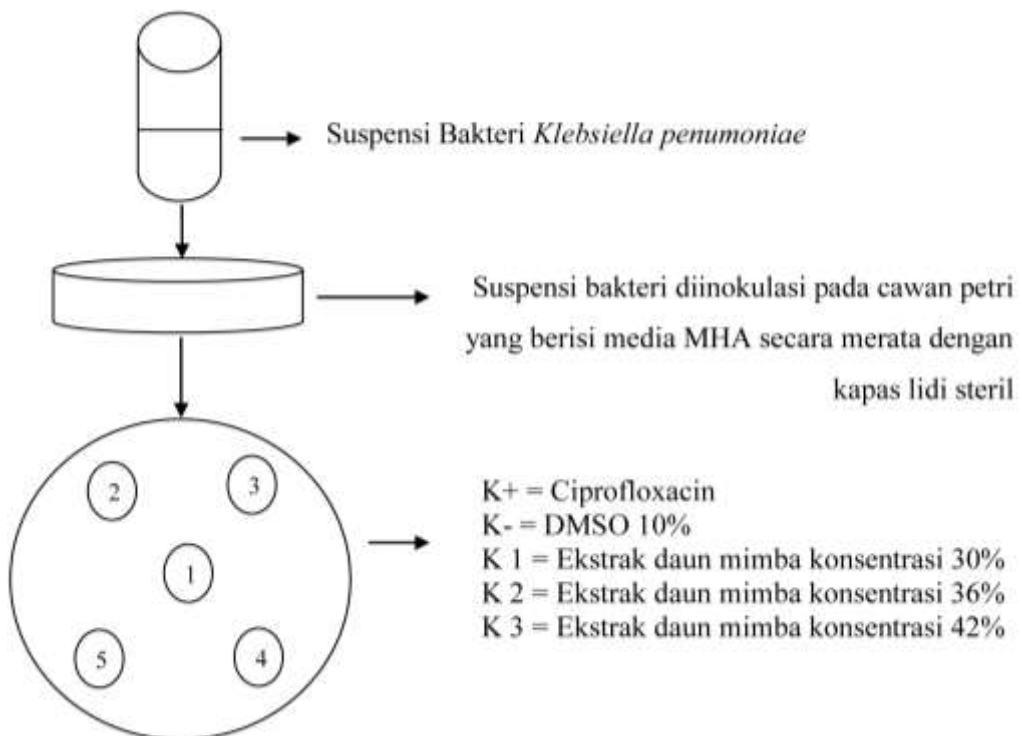 Suspensi Bakteri Klebsiella penumoniae
Suspensi bakteri diinokulasi pada cawan petri
yang berisi media MHA secara merata dengan
kapas lidi steril
2
3
1
5
4
K+ = Ciprofloxacin
K- = DMSO 10%
K 1 = Ekstrak daun mimba konsentrasi 30%
K 2 = Ekstrak daun mimba konsentrasi 36%
K 3 = Ekstrak daun mimba konsentrasi 42%